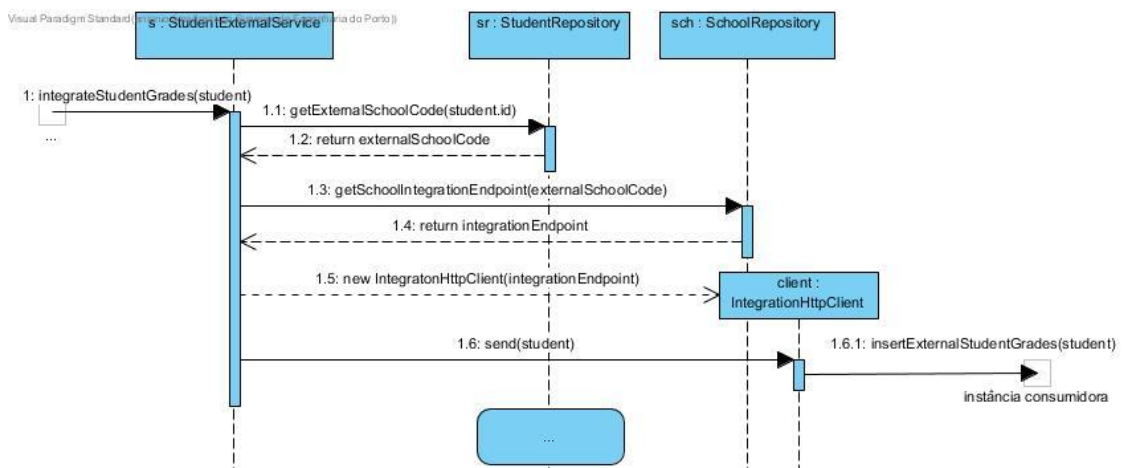 Visual Paradigm Standard(
s : StudentExternalService
sr : StudentRepository
sch : SchoolRepository
1: integrateStudentGrades(student)
...
1.1: getExternalSchoolCode(student.id)
1.2: return externalSchoolCode
1.3: getSchoolIntegrationEndpoint(externalSchoolCode)
1.4: return integrationEndpoint
1.5: new IntegratonHttpClient(integrationEndpoint)
client :
IntegrationHttpClient
1.6: send(student)
1.6.1: insertExternalStudentGrades(student)
instância consumidora
...